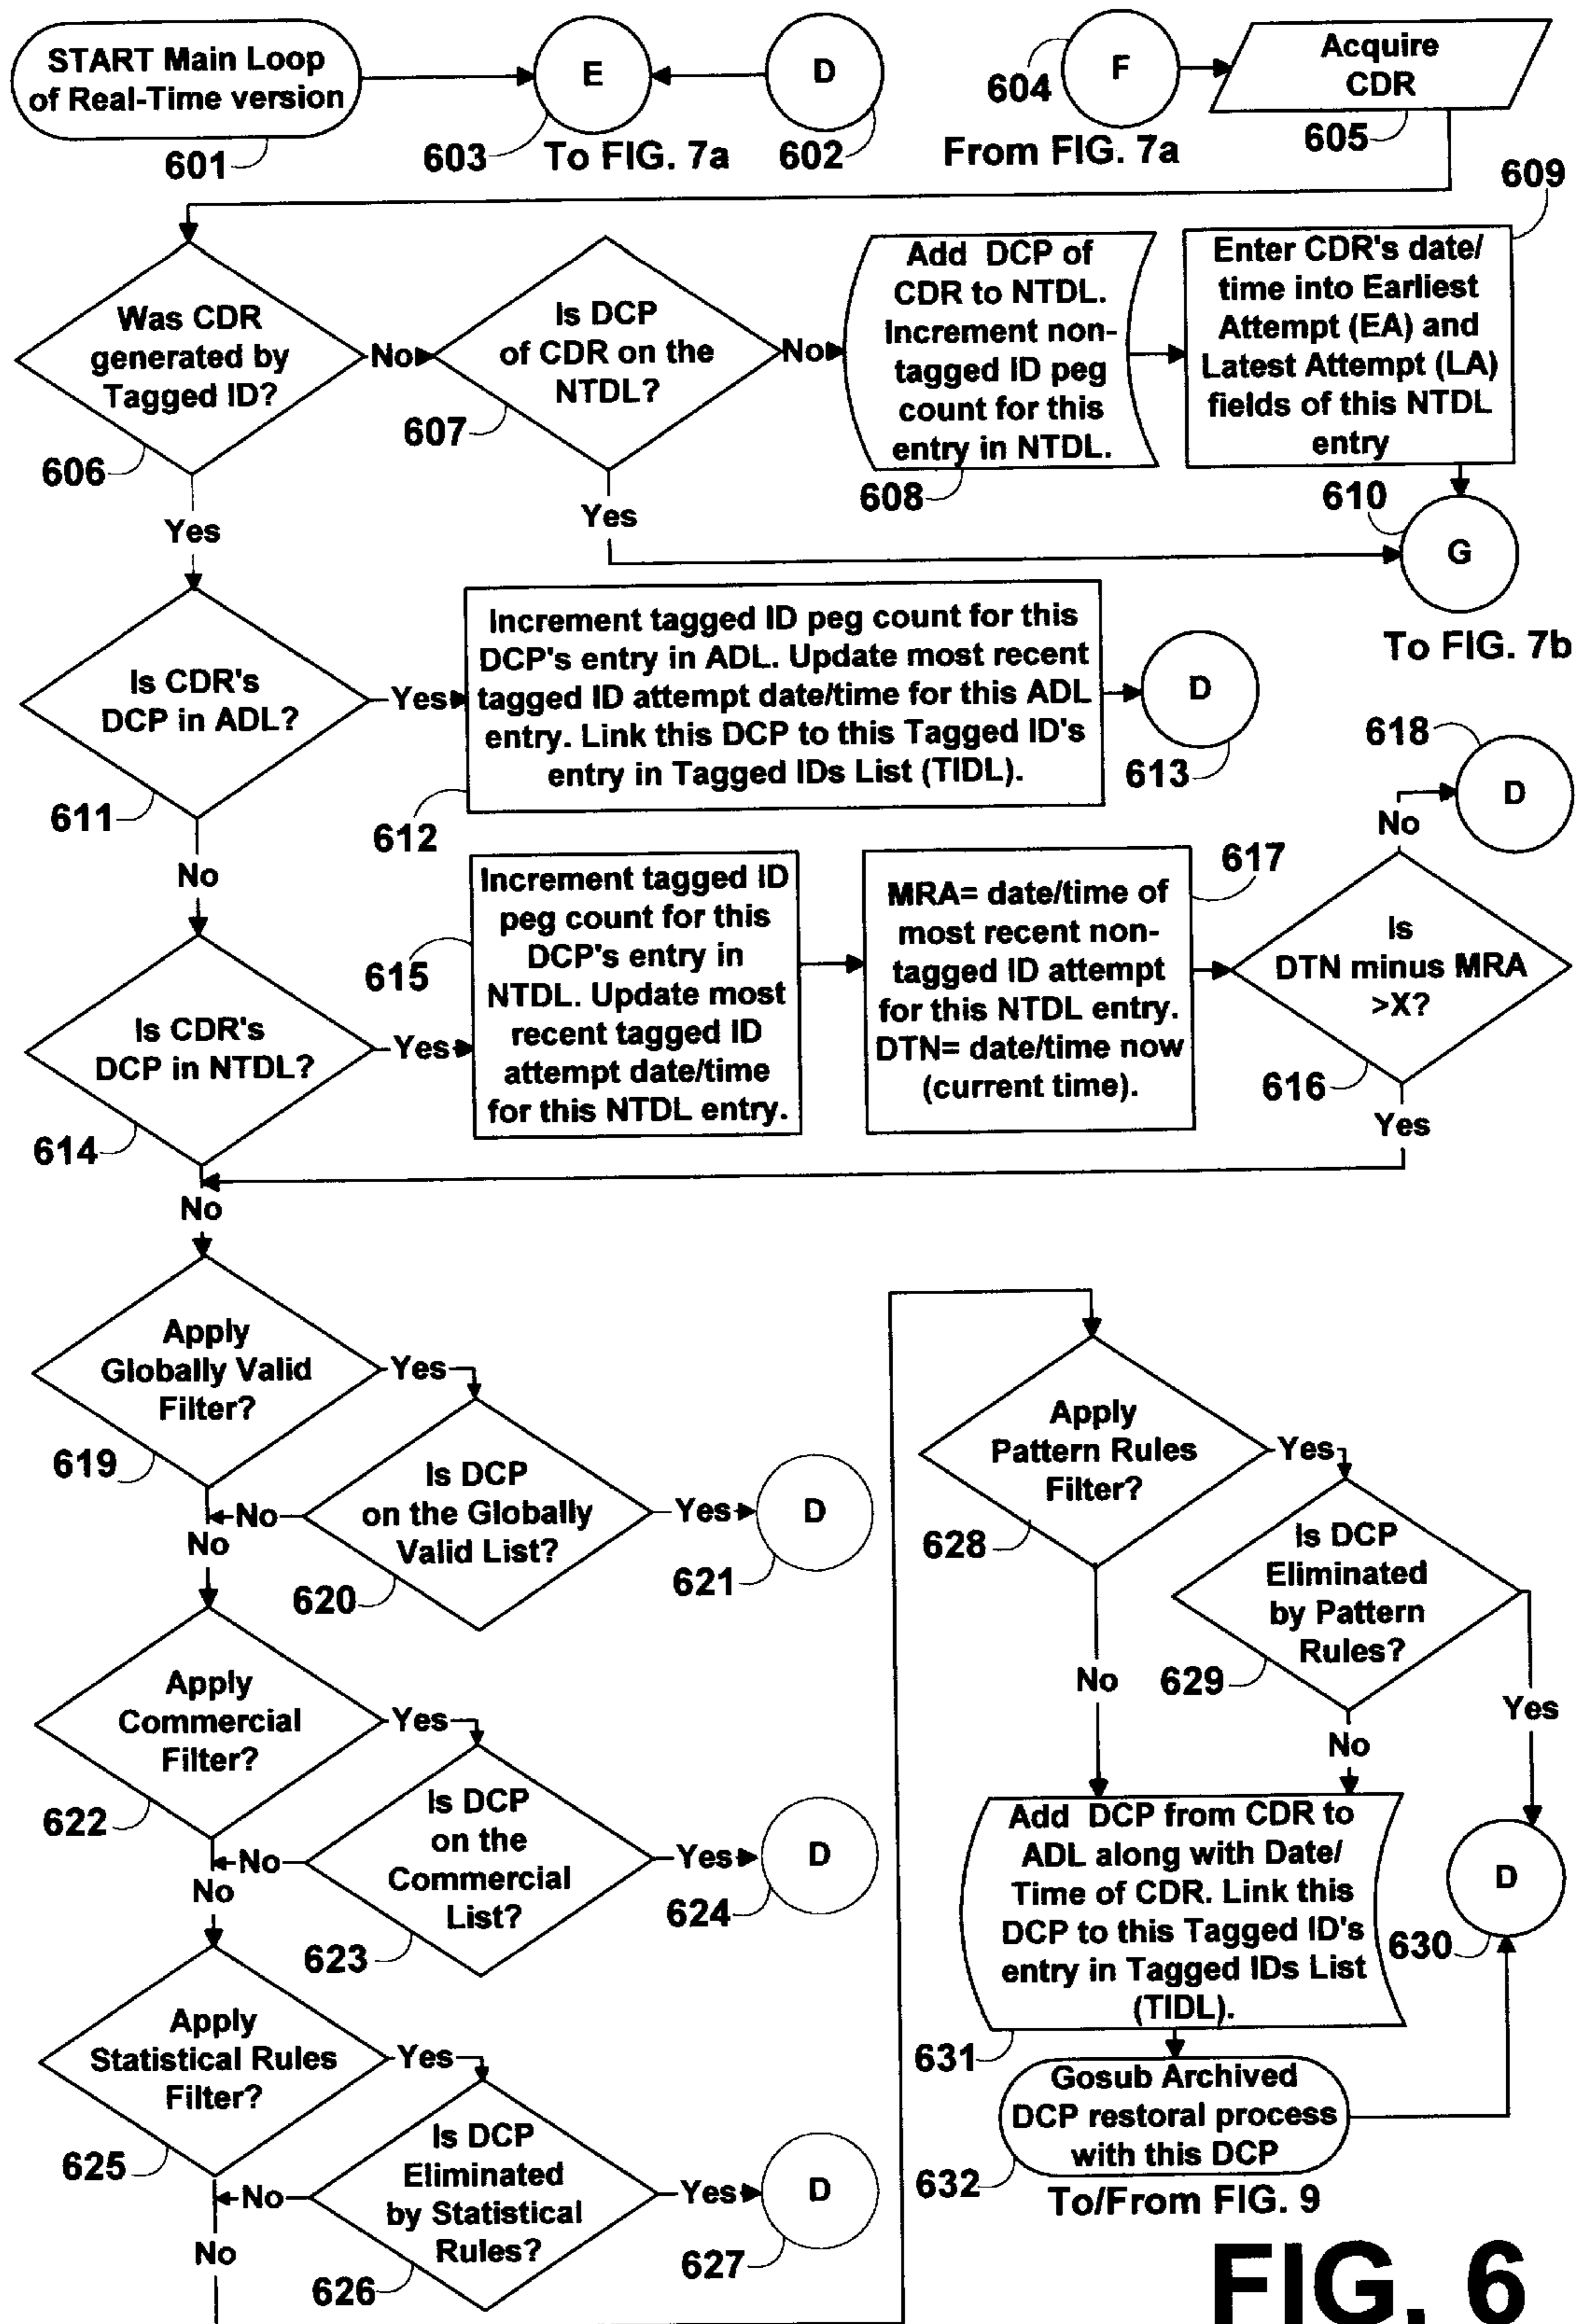 START Main Loop
of Real-Time version
601
E
603
To FIG. 7a
D
602
604
F
From FIG. 7a
Acquire
CDR
605
609
Was CDR
generated by
Tagged ID?
606
No
Is DCP
of CDR on the
NTDL?
607
No
Add DCP of
CDR to NTDL.
Increment non-
tagged ID peg
count for this
entry in NTDL.
608
Enter CDR's date/
time into Earliest
Attempt (EA) and
Latest Attempt (LA)
fields of this NTDL
entry
610
Yes
Yes
G
To FIG. 7b
Is CDR's
DCP in ADL?
611
Yes
Increment tagged ID peg count for this
DCP's entry in ADL. Update most recent
tagged ID attempt date/time for this ADL
entry. Link this DCP to this Tagged ID's
entry in Tagged IDs List (TIDL).
612
D
613
618
D
No
No
Is CDR's
DCP in NTDL?
614
Yes
Increment tagged ID
peg count for this
DCP's entry in
NTDL. Update most
recent tagged ID
attempt date/time
for this NTDL entry.
615
MRA= date/time of
most recent non-
tagged ID attempt
for this NTDL entry.
DTN= date/time now
(current time).
617
Is
DTN minus MRA
>X?
616
Yes
No
Apply
Globally Valid
Filter?
619
Yes
Is DCP
on the Globally
Valid List?
620
No
Yes
D
621
No
Apply
Commercial
Filter?
622
Yes
Is DCP
on the
Commercial
List?
623
No
Yes
D
624
No
Apply
Statistical Rules
Filter?
625
Yes
Is DCP
Eliminated
by Statistical
Rules?
626
No
Yes
D
627
No
Apply
Pattern Rules
Filter?
628
Yes
Is DCP
Eliminated
by Pattern
Rules?
629
No
No
Yes
D
630
Add DCP from CDR to
ADL along with Date/
Time of CDR. Link this
DCP to this Tagged ID's
entry in Tagged IDs List
(TIDL).
631
Gosub Archived
DCP restoral process
with this DCP
632
To/From FIG. 9
FIG. 6